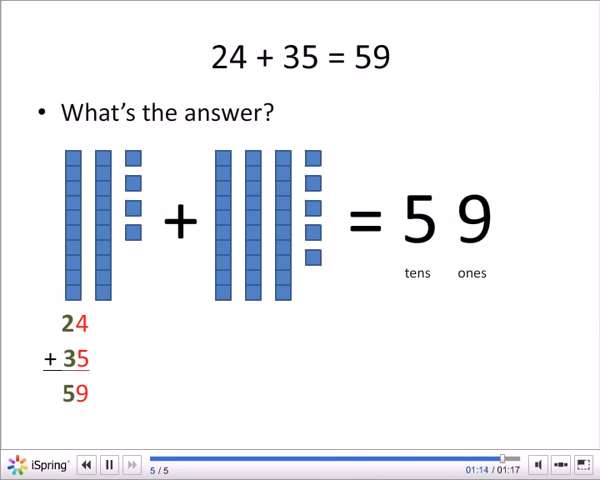 24 + 35 = 59
• What's the answer?
+ = 5 9
tens ones
24
+ 35
59
iSpring
5 / 5
01:14 / 01:17